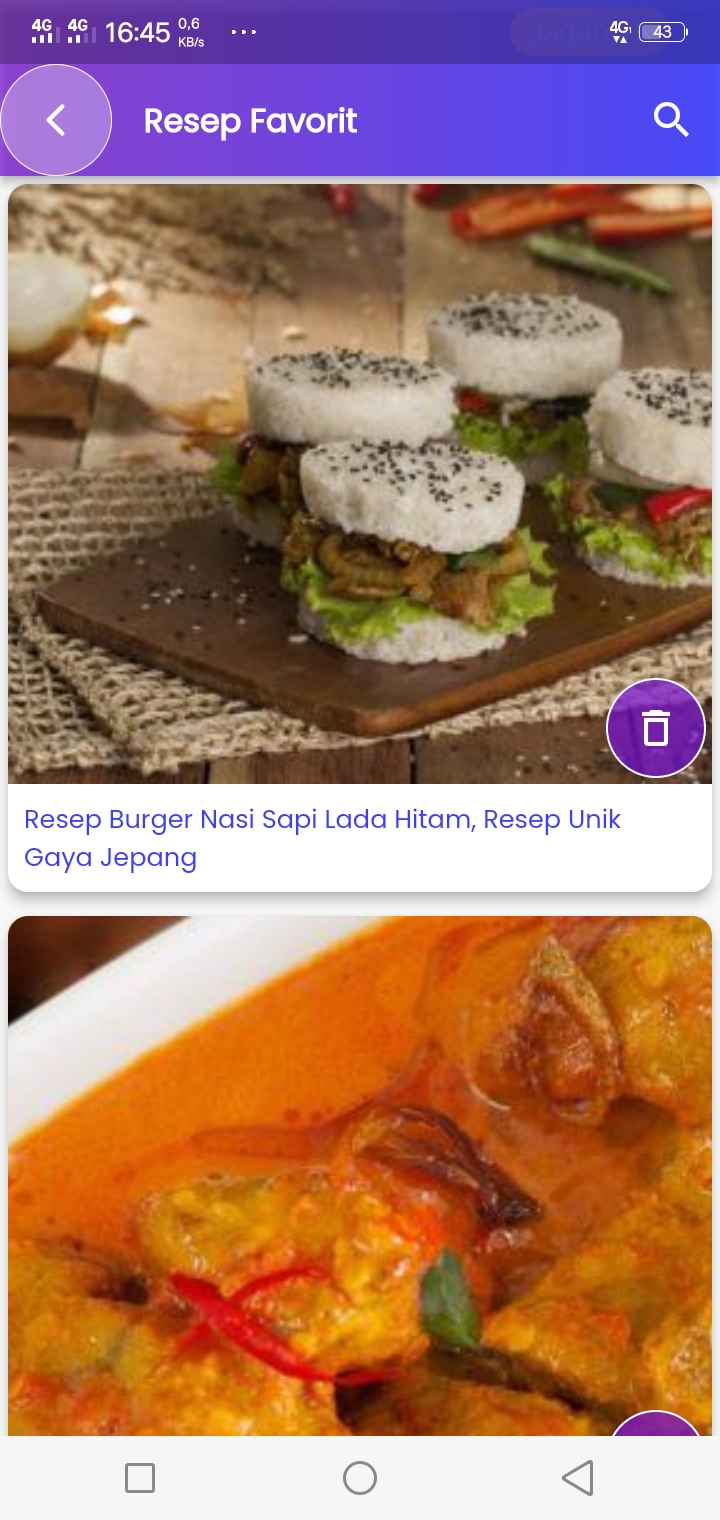 4G 4G 16:45 0,6 KB/s ... 4G 43
Resep Favorit
Resep Burger Nasi Sapi Lada Hitam, Resep Unik
Gaya Jepang